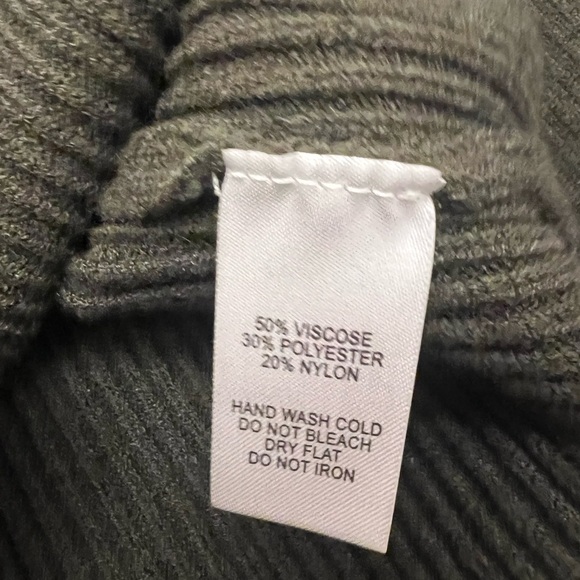 50% VISCOSE
30% POLYESTER
20% NYLON
HAND WASH COLD
DO NOT BLEACH
DRY FLAT
DO NOT IRON